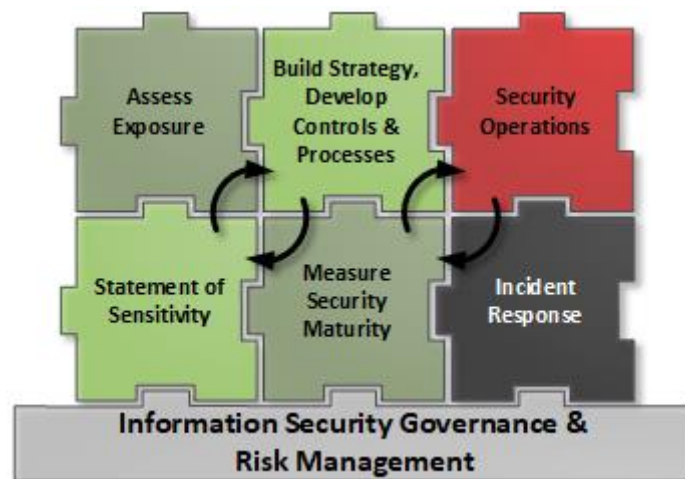 Assess
Exposure
Build Strategy,
Develop
Controls &
Processes
Security
Operations
Statement of
Sensitivity
Measure
Security
Maturity
Incident
Response
Information Security Governance &
Risk Management